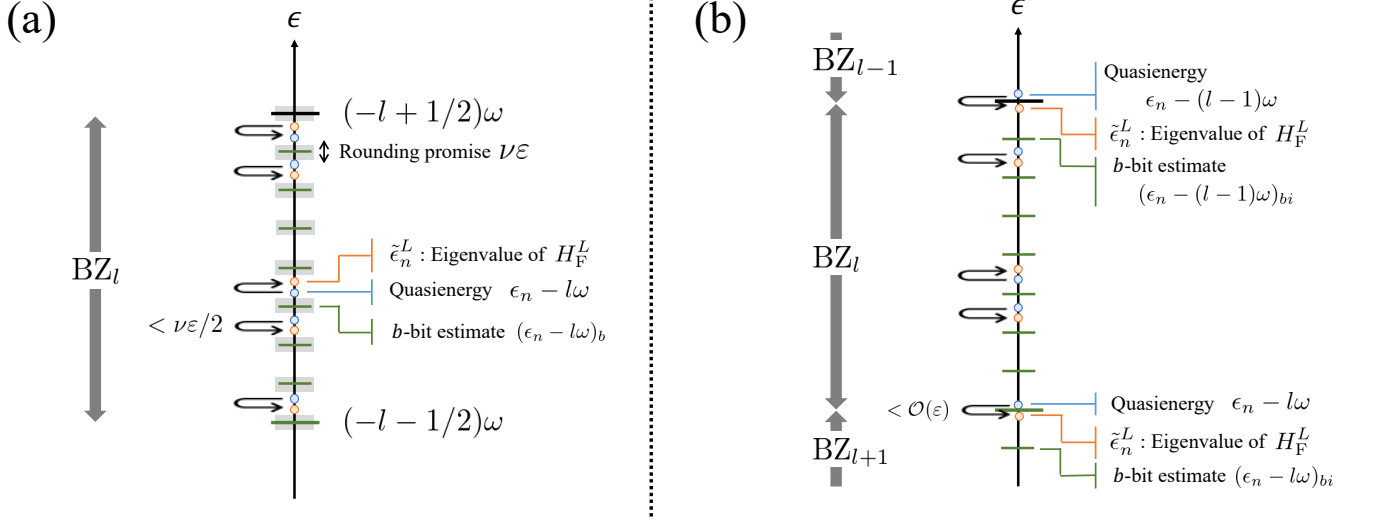 (a)
ϵ
(−l + 1/2)ω
Rounding promise νε
BZ_l
ϵ̃_n^L : Eigenvalue of H_F^L
Quasienergy ϵ_n − lω
< νε/2
b-bit estimate (ϵ_n − lω)_b
(−l − 1/2)ω
(b)
ϵ
BZ_{l−1}
Quasienergy
ϵ_n − (l − 1)ω
ϵ̃_n^L : Eigenvalue of H_F^L
b-bit estimate
(ϵ_n − (l − 1)ω)_{bi}
BZ_l
< 𝒪(ε)
Quasienergy ϵ_n − lω
ϵ̃_n^L : Eigenvalue of H_F^L
BZ_{l+1}
b-bit estimate (ϵ_n − lω)_{bi}